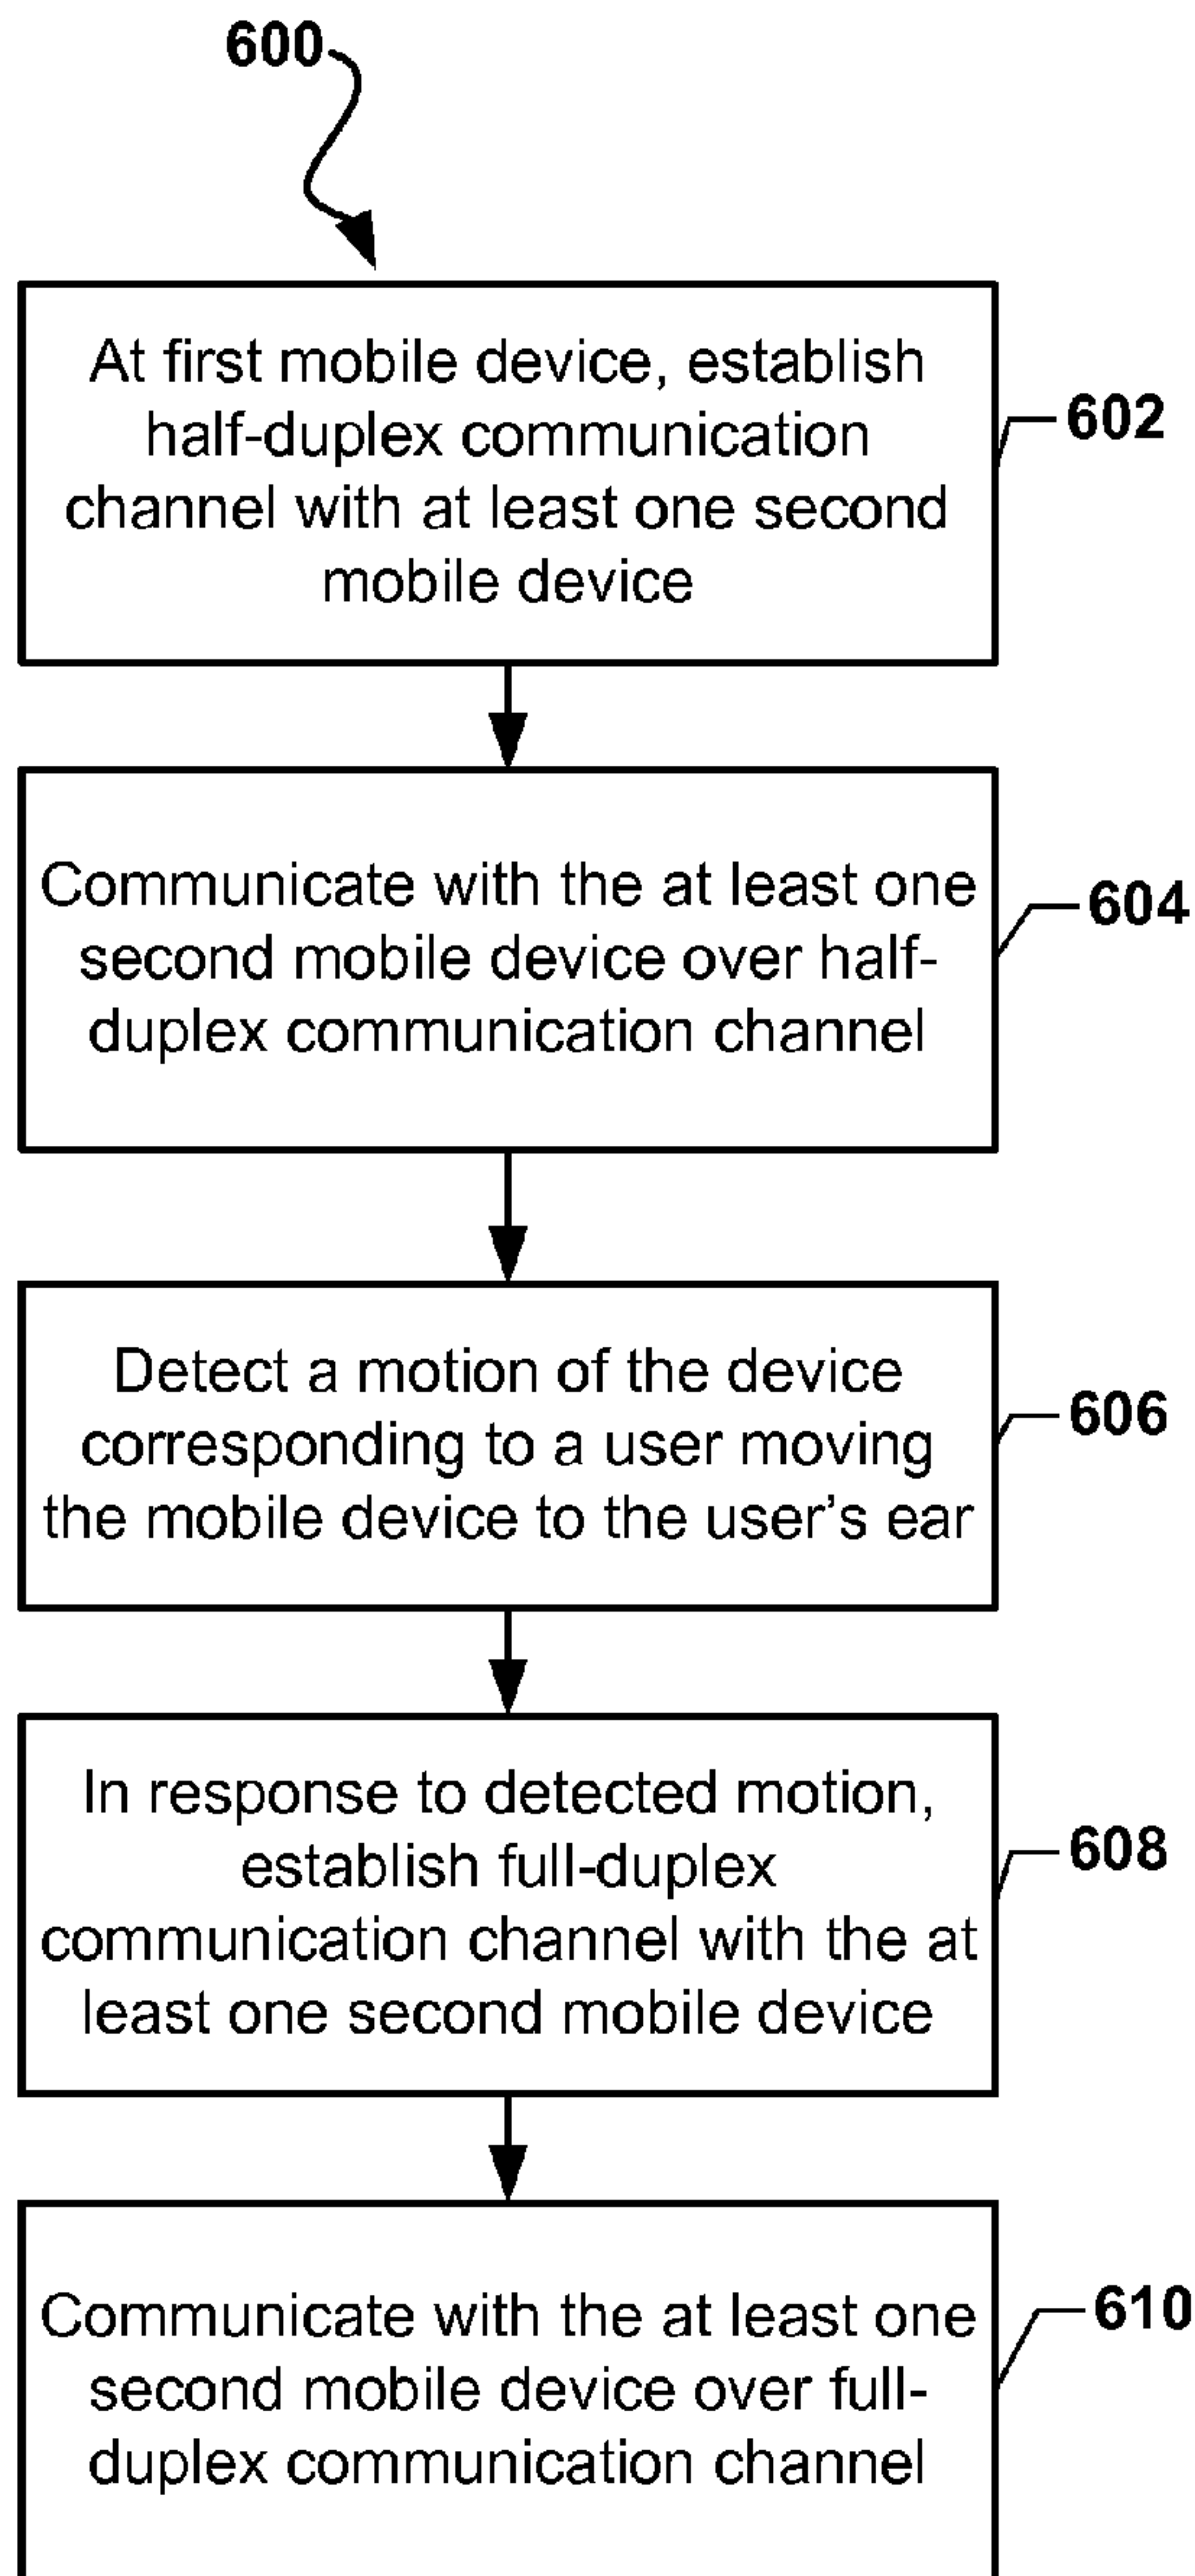 600
At first mobile device, establish
half-duplex communication
channel with at least one second
mobile device
602
Communicate with the at least one
second mobile device over half-
duplex communication channel
604
Detect a motion of the device
corresponding to a user moving
the mobile device to the user’s ear
606
In response to detected motion,
establish full-duplex
communication channel with the at
least one second mobile device
608
Communicate with the at least one
second mobile device over full-
duplex communication channel
610